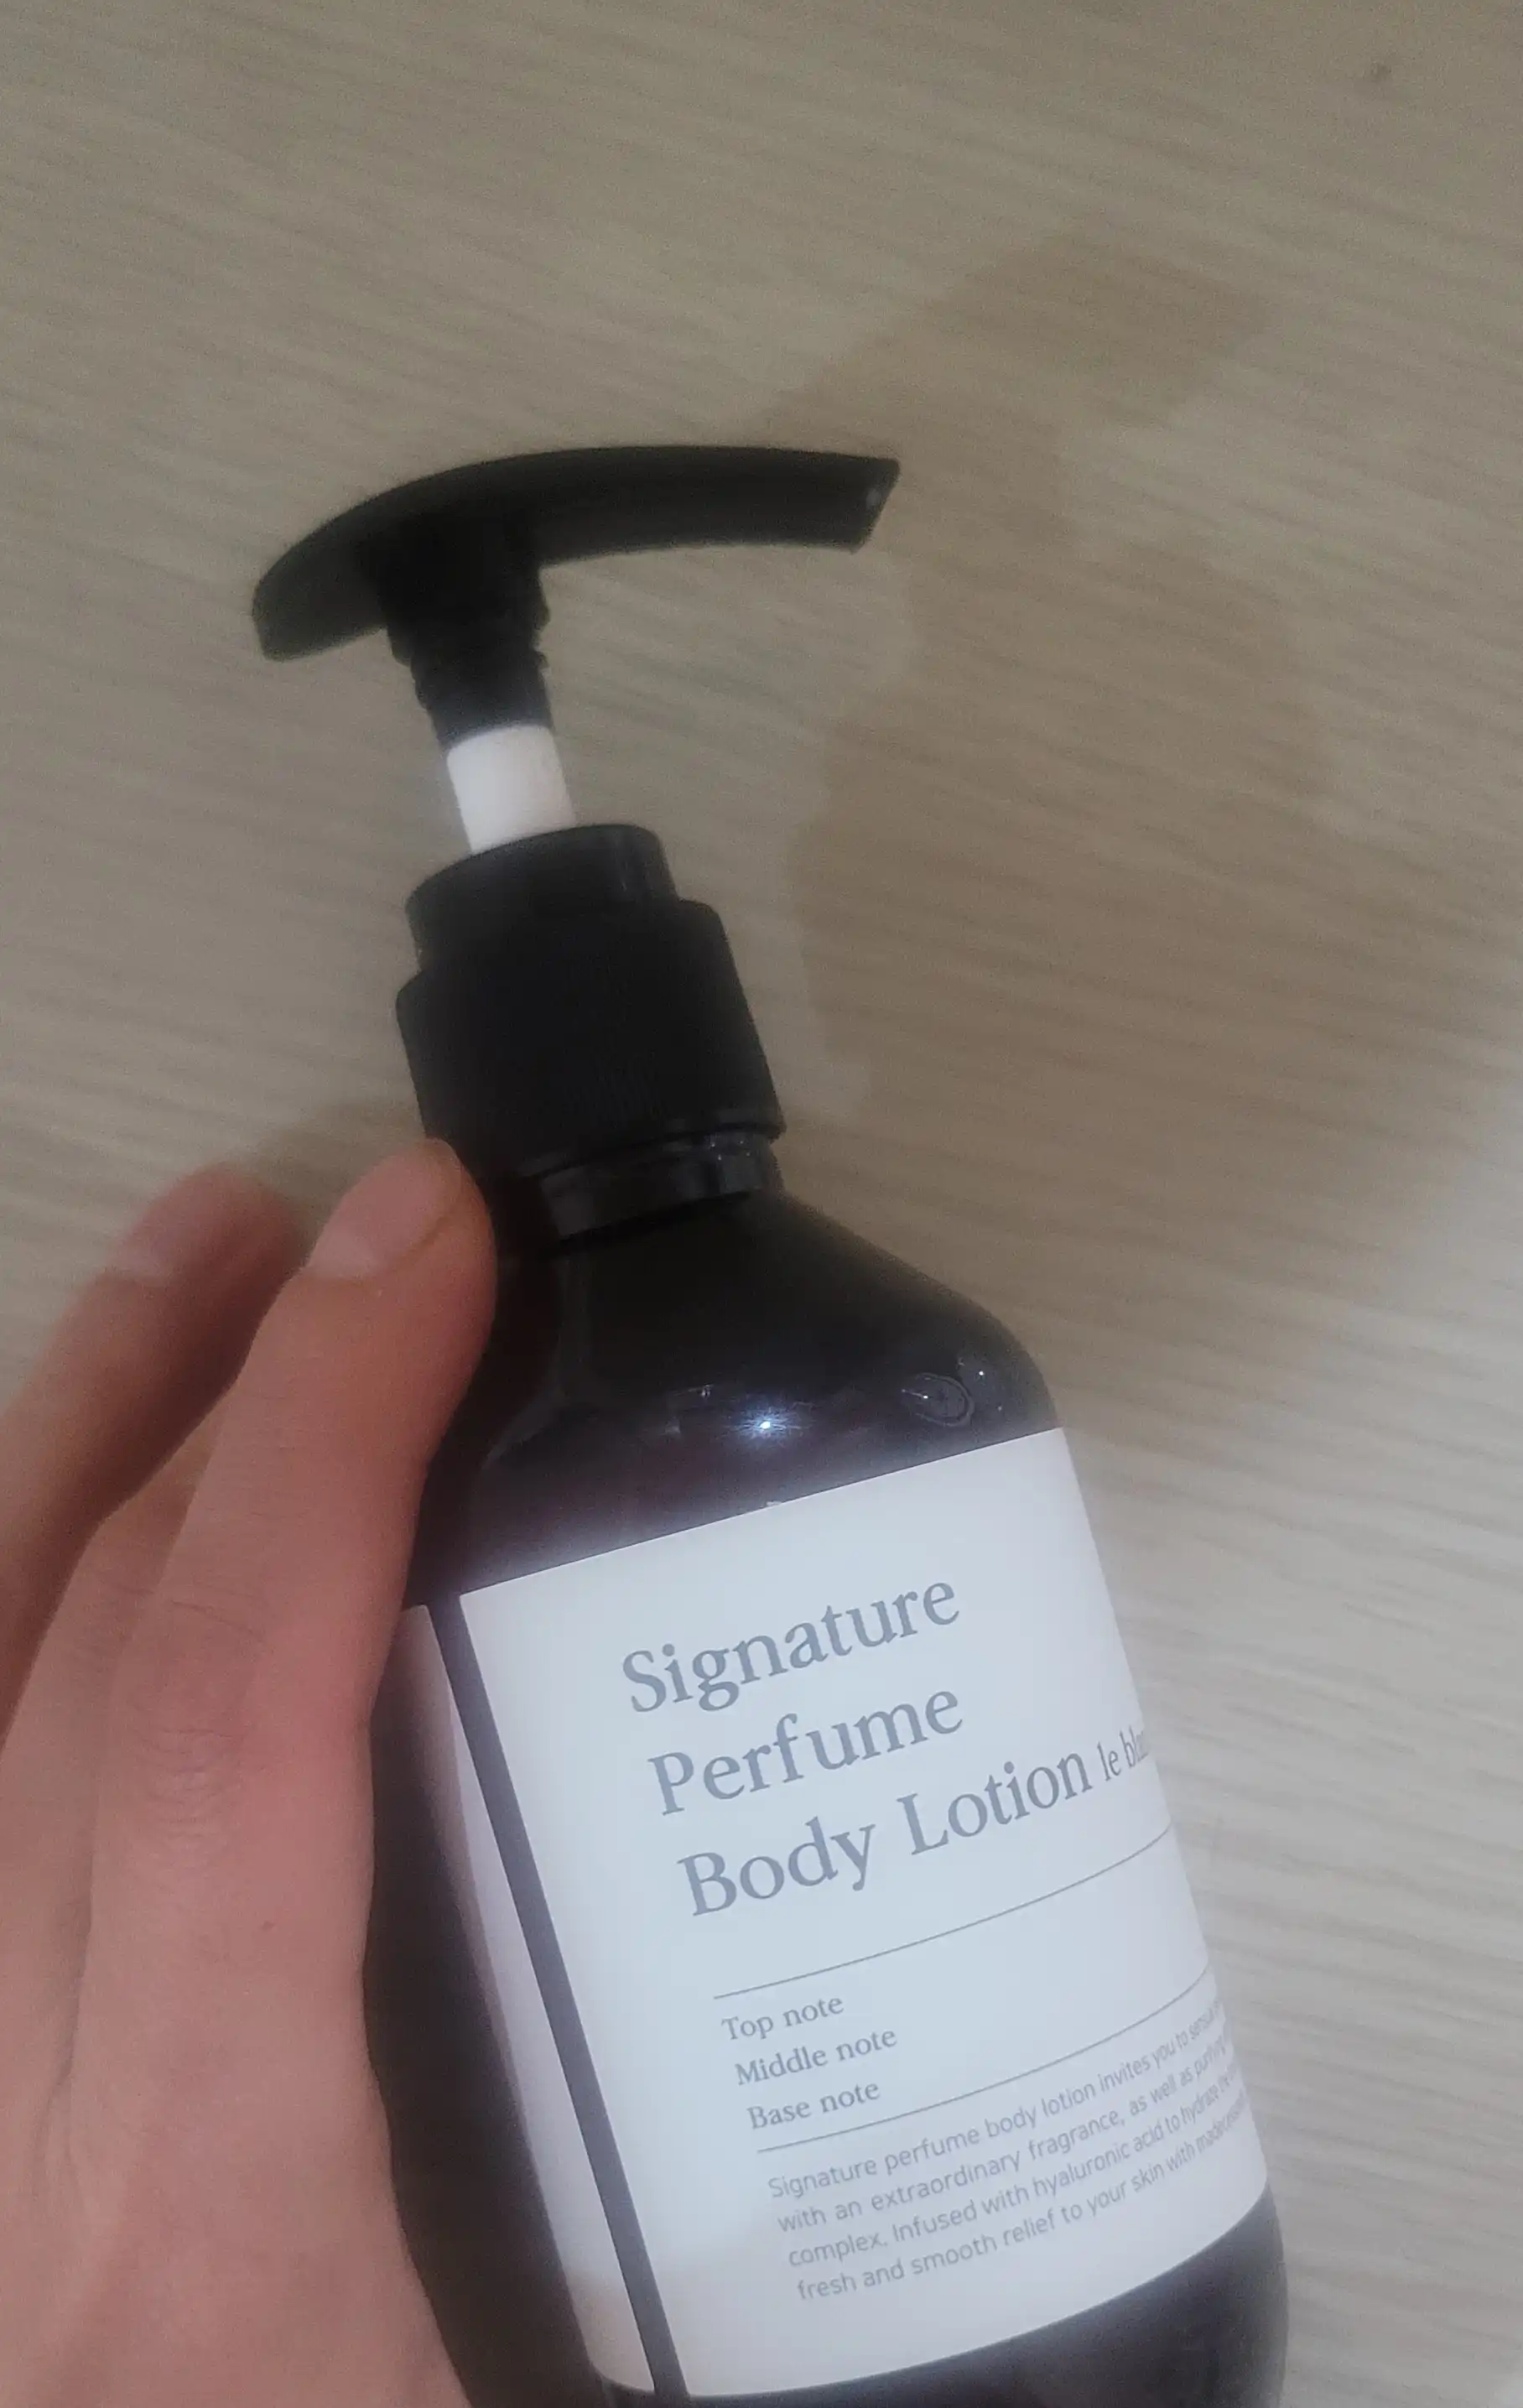 Signature
Perfume
Body Lotion le
Top note
Middle note
Base note
Signature perfume body lotion invites you to
with an extraordinary fragrance, as well as
complex. Infused with hyaluronic acid to hydrate
fresh and smooth relief to your skin with